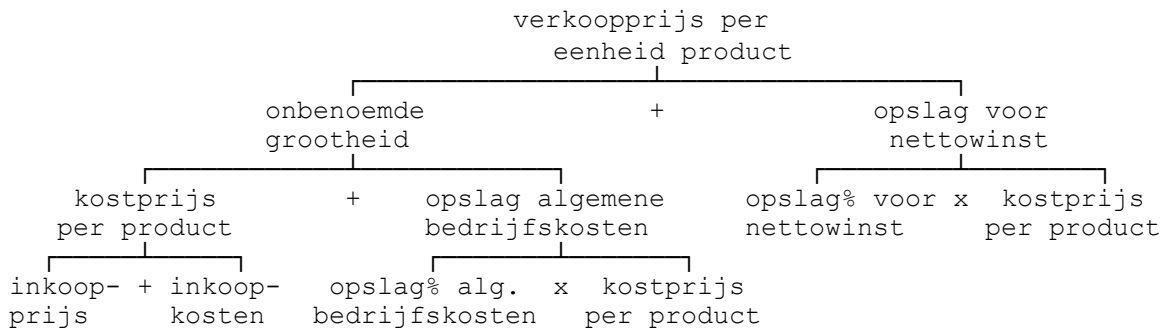 verkoopprijs per
eenheid product
onbenoemde + opslag voor
grootheid nettowinst
kostprijs + opslag algemene opslag% voor x kostprijs
per product bedrijfskosten nettowinst per product
inkoop- + inkoop- opslag% alg. x kostprijs
prijs kosten bedrijfskosten per product